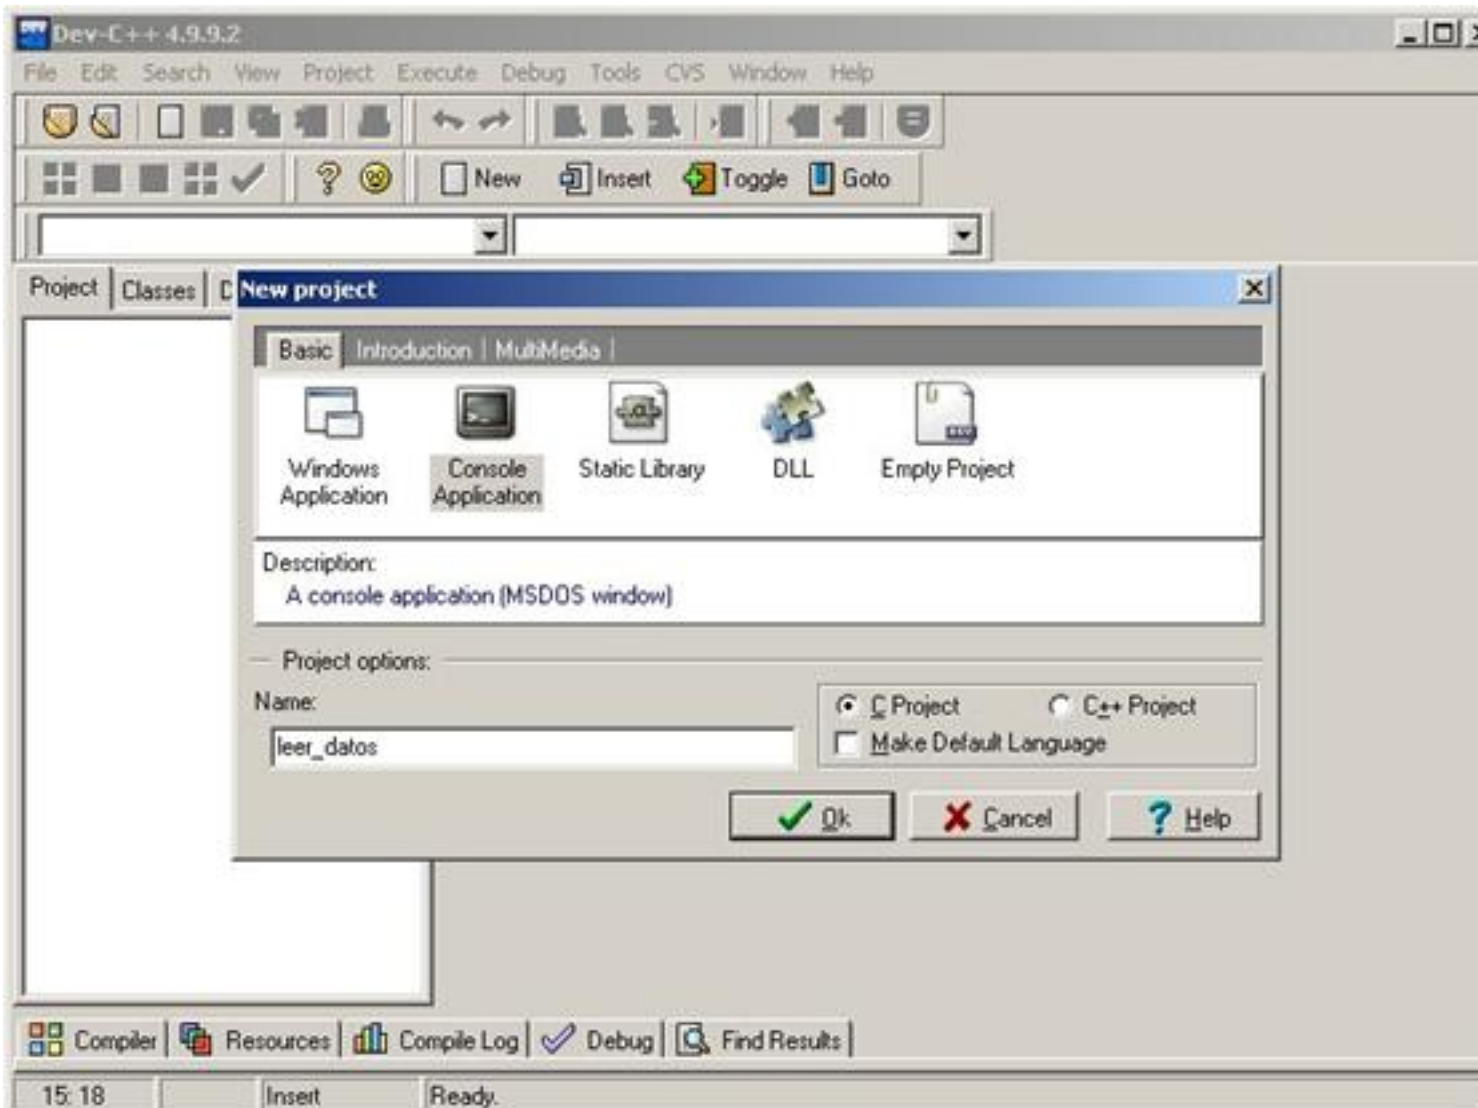 Dev-C++ 4.9.9.2
File Edit Search View Project Execute Debug Tools CVS Window Help
New Insert Toggle Goto
Project Classes D
New project
Basic Introduction MultiMedia
Windows Application
Console Application
Static Library
DLL
Empty Project
Description:
A console application (MSDOS window)
Project options:
Name:
leer_datos
C Project C++ Project
Make Default Language
Ok Cancel Help
Compiler Resources Compile Log Debug Find Results
15: 18 Insert Ready.